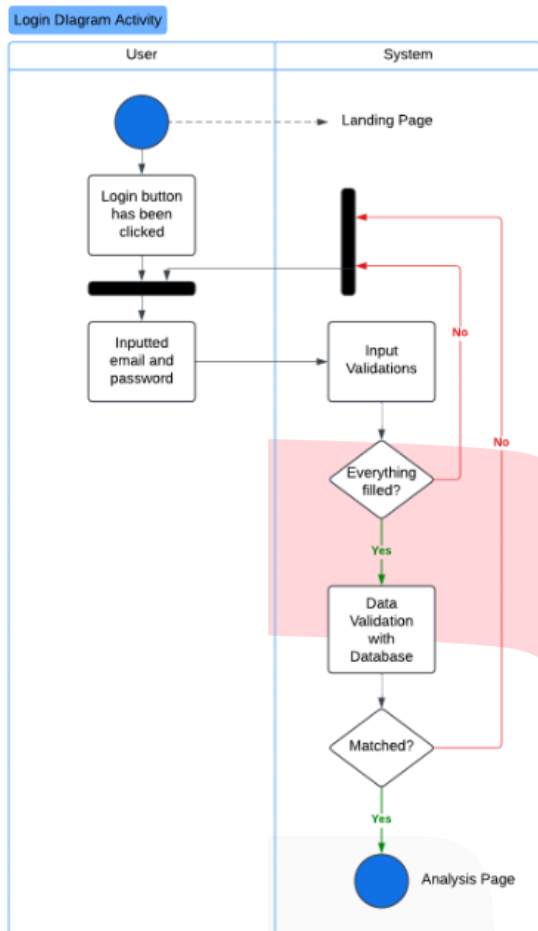 Login DIagram Activity
User
System
Landing Page
Login button
has been
clicked
Inputted
email and
password
Input
Validations
No
No
Everything
filled?
Yes
Data
Validation
with
Database
Matched?
Yes
Analysis Page